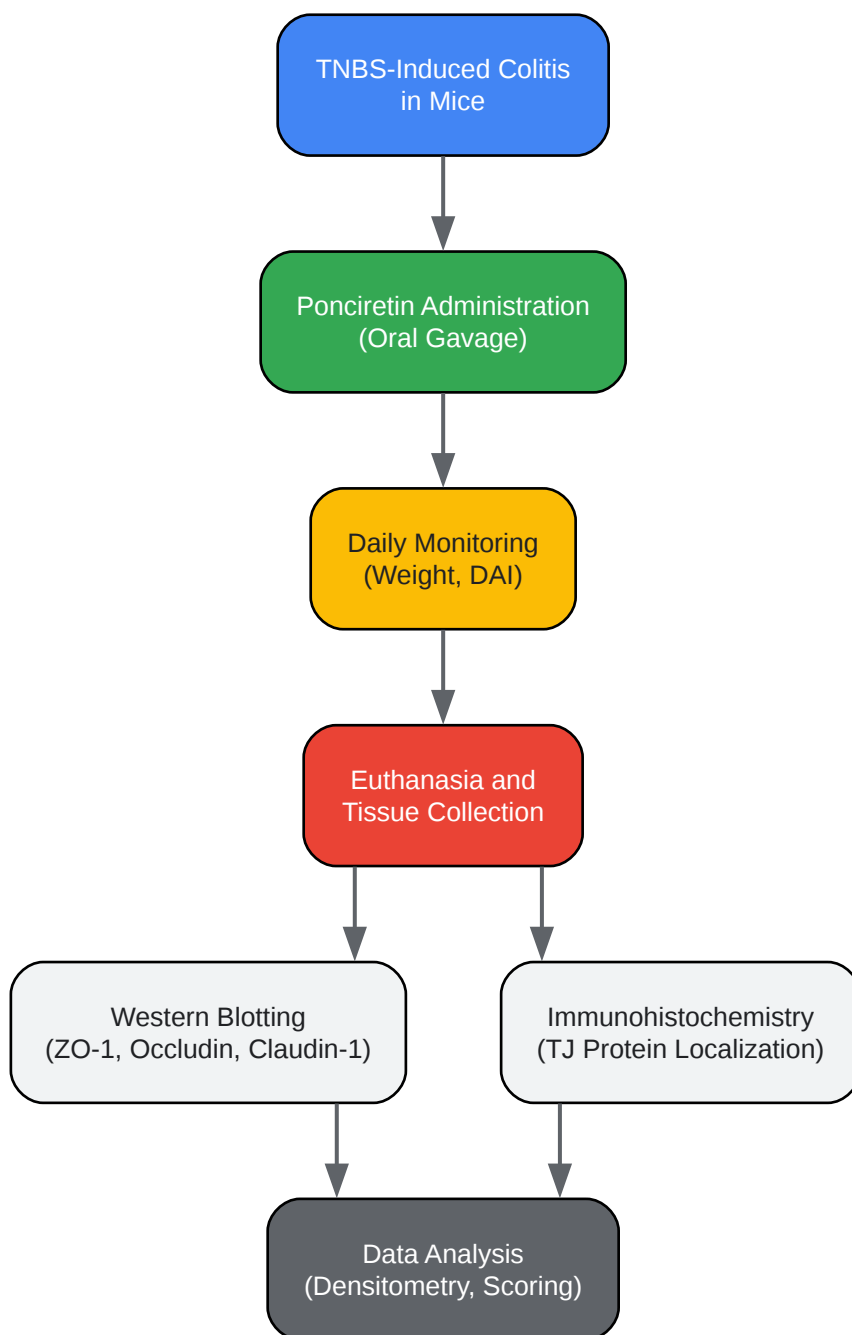 TNBS-Induced Colitis
in Mice
Ponciretin Administration
(Oral Gavage)
Daily Monitoring
(Weight, DAI)
Euthanasia and
Tissue Collection
Western Blotting
(ZO-1, Occludin, Claudin-1)
Immunohistochemistry
(TJ Protein Localization)
Data Analysis
(Densitometry, Scoring)